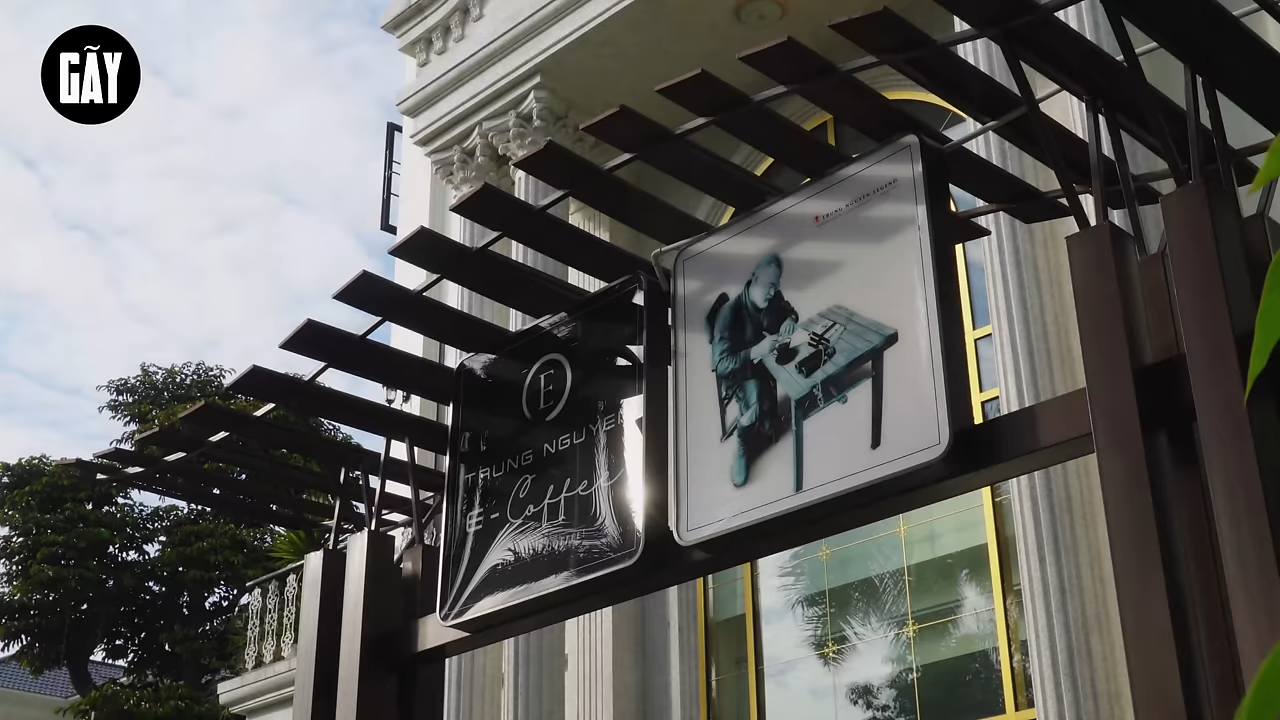 GÃY
TRUNG NGUYÊN LEGEND
E
TRUNG NGUYÊN
E-Coffee